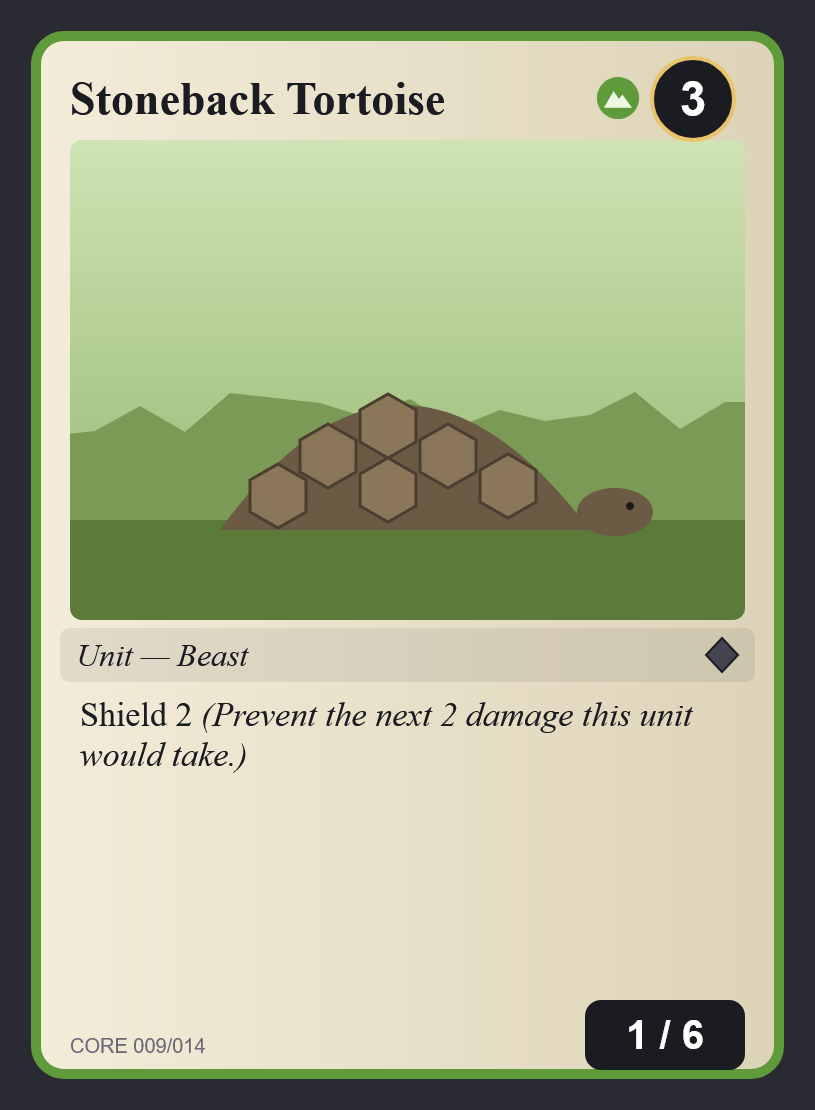 Stoneback Tortoise
3
Unit — Beast
Shield 2 (Prevent the next 2 damage this unit
would take.)
CORE 009/014
1 / 6